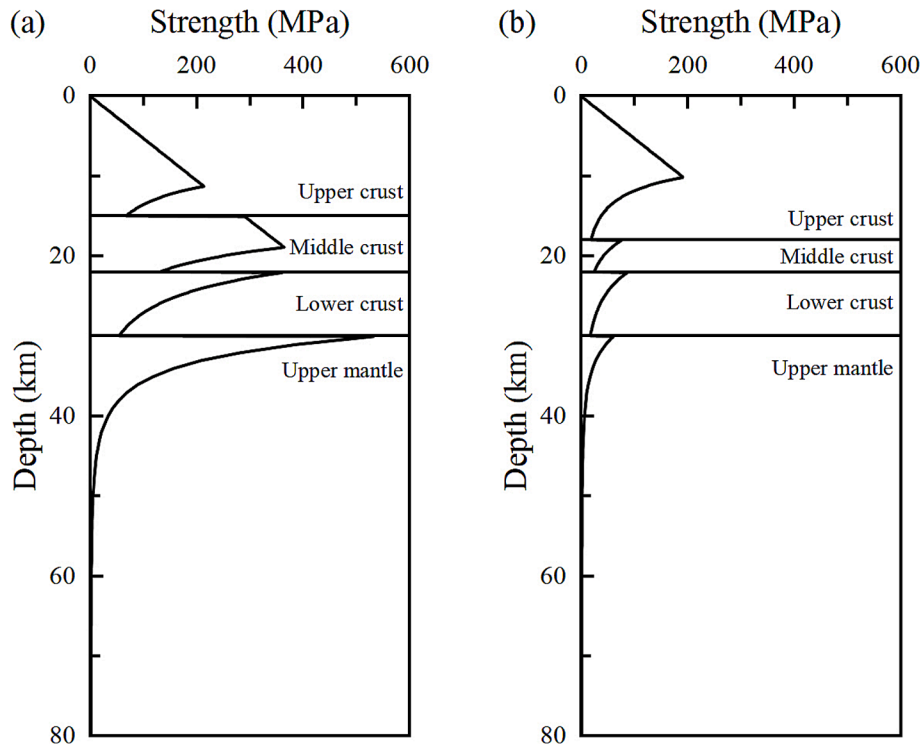 (a) Strength (MPa)
0 200 400 600
0
20
40
60
80
Depth (km)
Upper crust
Middle crust
Lower crust
Upper mantle
(b) Strength (MPa)
0 200 400 600
0
20
40
60
80
Depth (km)
Upper crust
Middle crust
Lower crust
Upper mantle